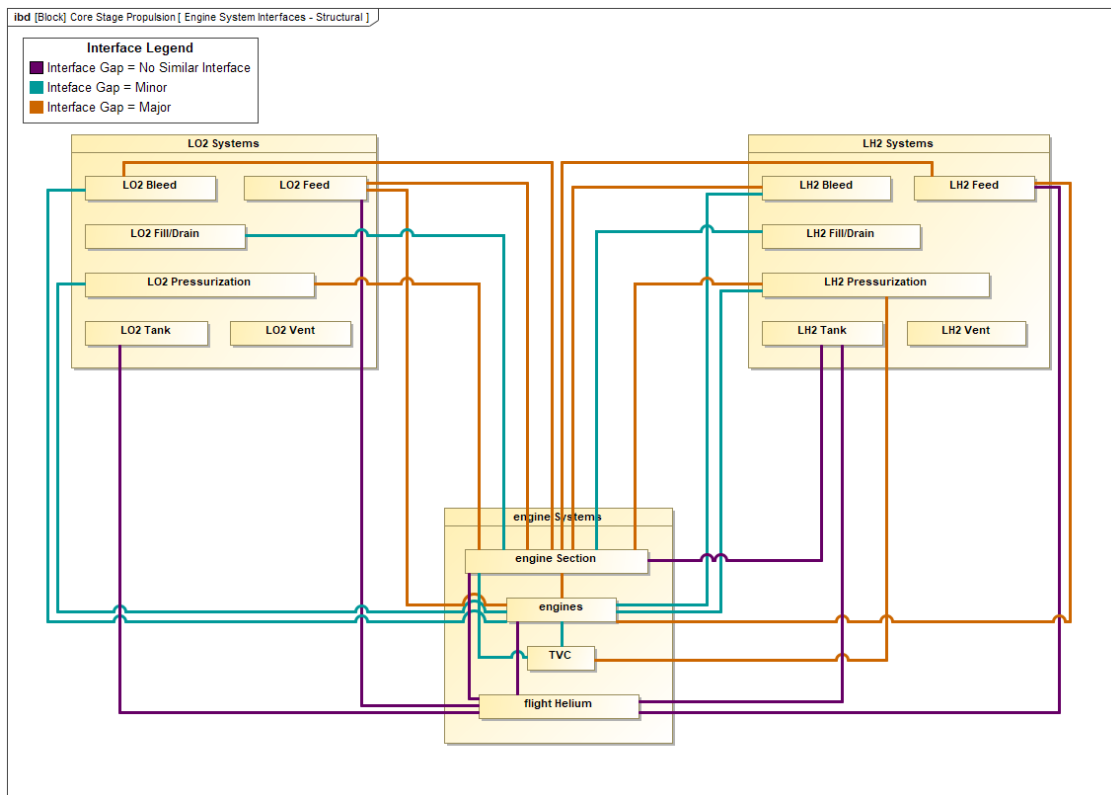 ibd [Block] Core Stage Propulsion [ Engine System Interfaces - Structural ]
Interface Legend
Interface Gap = No Similar Interface
Inteface Gap = Minor
Interface Gap = Major
LO2 Systems
LO2 Bleed
LO2 Feed
LO2 Fill/Drain
LO2 Pressurization
LO2 Tank
LO2 Vent
LH2 Systems
LH2 Bleed
LH2 Feed
LH2 Fill/Drain
LH2 Pressurization
LH2 Tank
LH2 Vent
engine Systems
engine Section
engines
TVC
flight Helium